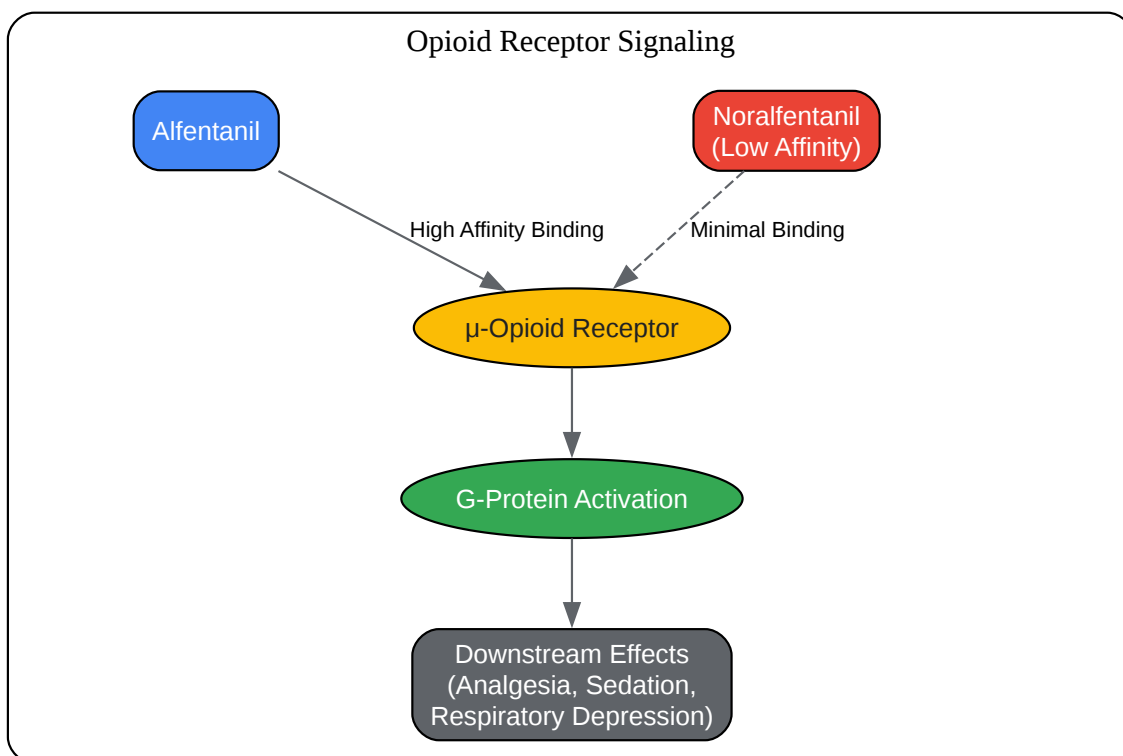 Opioid Receptor Signaling
Alfentanil
Noralfentanil
(Low Affinity)
High Affinity Binding
Minimal Binding
μ-Opioid Receptor
G-Protein Activation
Downstream Effects
(Analgesia, Sedation,
Respiratory Depression)